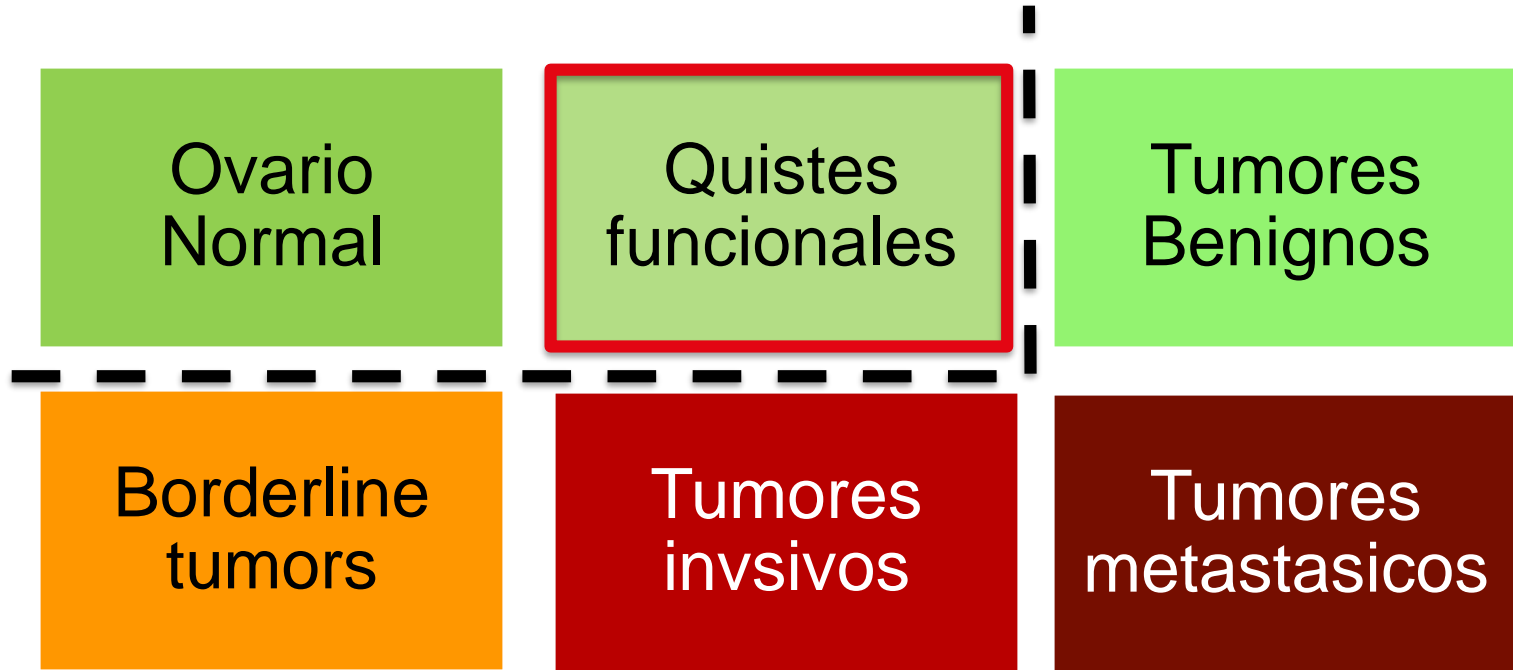 Ovario
Normal
Quistes
funcionales
Tumores
Benignos
Borderline
tumors
Tumores
invsivos
Tumores
metastasicos